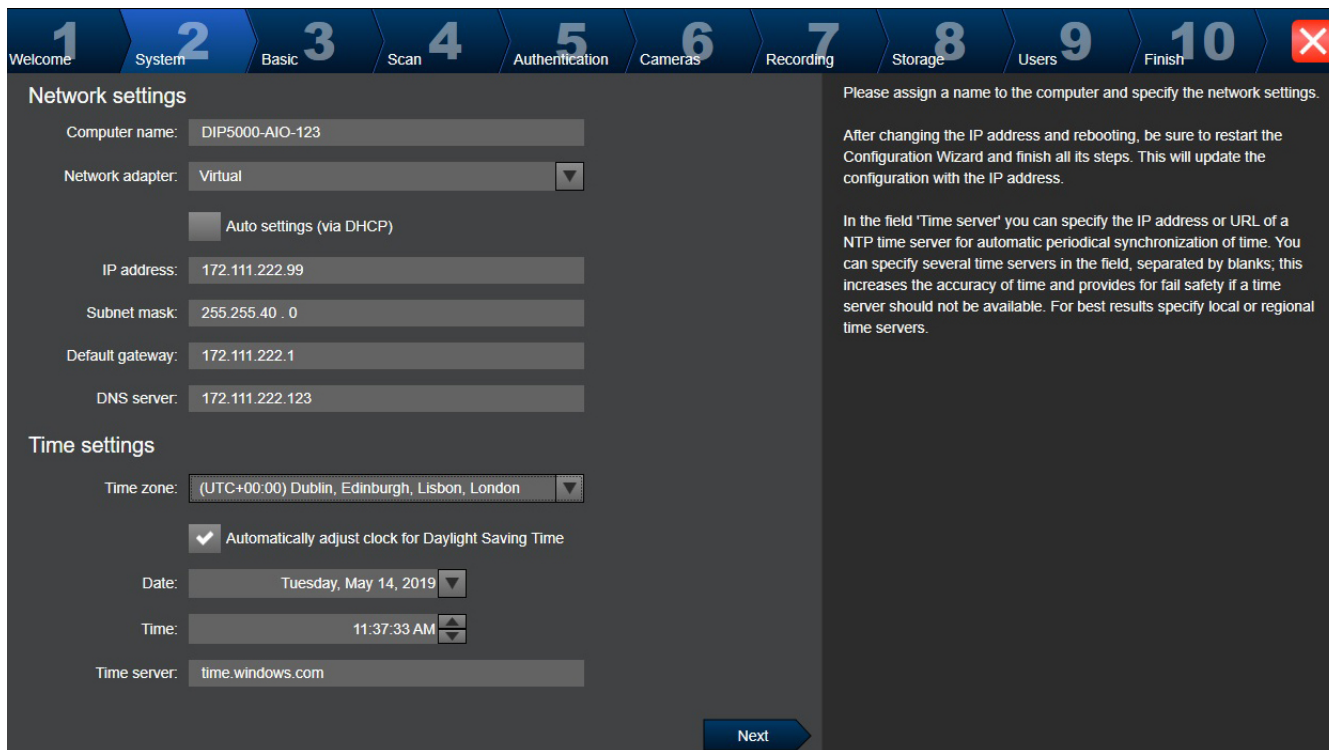 1 Welcome
2 System
3 Basic
4 Scan
5 Authentication
6 Cameras
7 Recording
8 Storage
9 Users
10 Finish
Network settings
Computer name: DIP5000-AIO-123
Network adapter: Virtual
Auto settings (via DHCP)
IP address: 172.111.222.99
Subnet mask: 255.255.40 . 0
Default gateway: 172.111.222.1
DNS server: 172.111.222.123
Time settings
Time zone: (UTC+00:00) Dublin, Edinburgh, Lisbon, London
Automatically adjust clock for Daylight Saving Time
Date: Tuesday, May 14, 2019
Time: 11:37:33 AM
Time server: time.windows.com
Next
Please assign a name to the computer and specify the network settings.
After changing the IP address and rebooting, be sure to restart the
Configuration Wizard and finish all its steps. This will update the
configuration with the IP address.
In the field 'Time server' you can specify the IP address or URL of a
NTP time server for automatic periodical synchronization of time. You
can specify several time servers in the field, separated by blanks; this
increases the accuracy of time and provides for fail safety if a time
server should not be available. For best results specify local or regional
time servers.